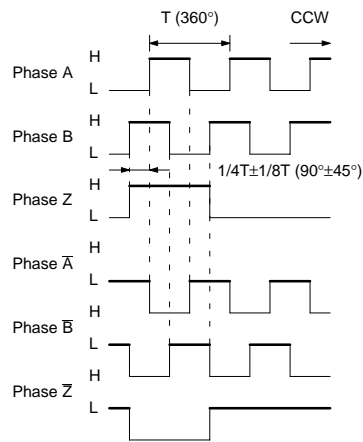 T (360°) CCW
H
Phase A
L
H
Phase B
L
1/4T±1/8T (90°±45°)
H
Phase Z
L
H
Phase A̅
L
H
Phase B̅
L
H
Phase Z̅
L